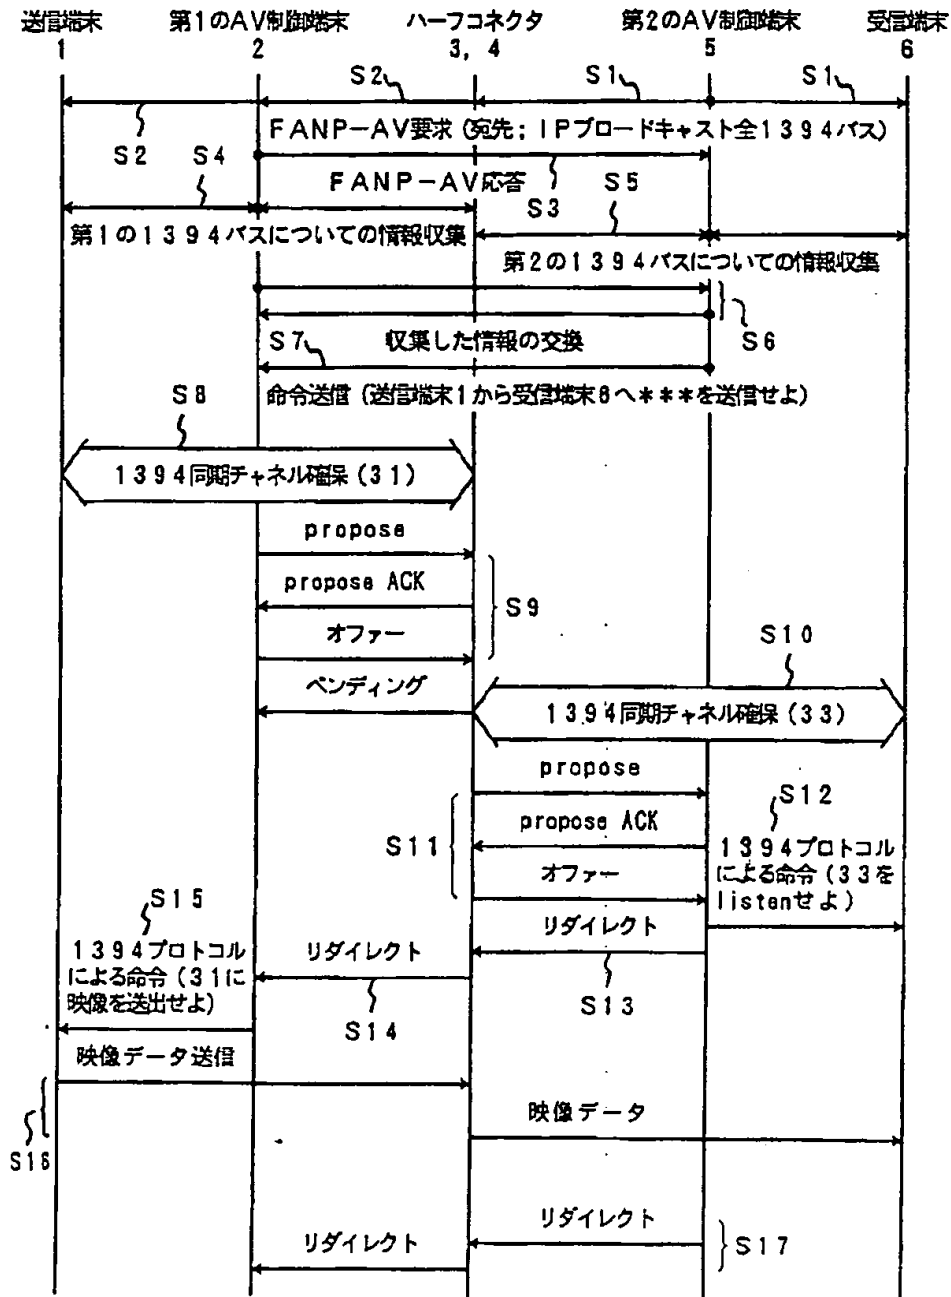 送信端末 第1のAV制御端末 ハーフコネクタ 第2のAV制御端末 受信端末
1 2 3, 4 5 6
S2 S1 S1
FANP-AV要求 (宛先;IPブロードキャスト全1394バス)
S2 S4
FANP-AV応答 S5
S3
第1の1394バスについての情報収集
第2の1394バスについての情報収集
S7 収集した情報の交換 S6
命令送信 (送信端末1から受信端末6へ***を送信せよ)
S8
1394同期チャネル確保 (31)
propose
propose ACK
S9
オファー
S10
ペンディング
1394同期チャネル確保 (33)
propose
S12
propose ACK
S11
1394プロトコル
による命令 (33を
listenせよ)
オファー
S15
リダイレクト
1394プロトコル
による命令 (31に
映像を送出せよ)
リダイレクト
S13
S14
映像データ送信
映像データ
S16
リダイレクト
リダイレクト
S17